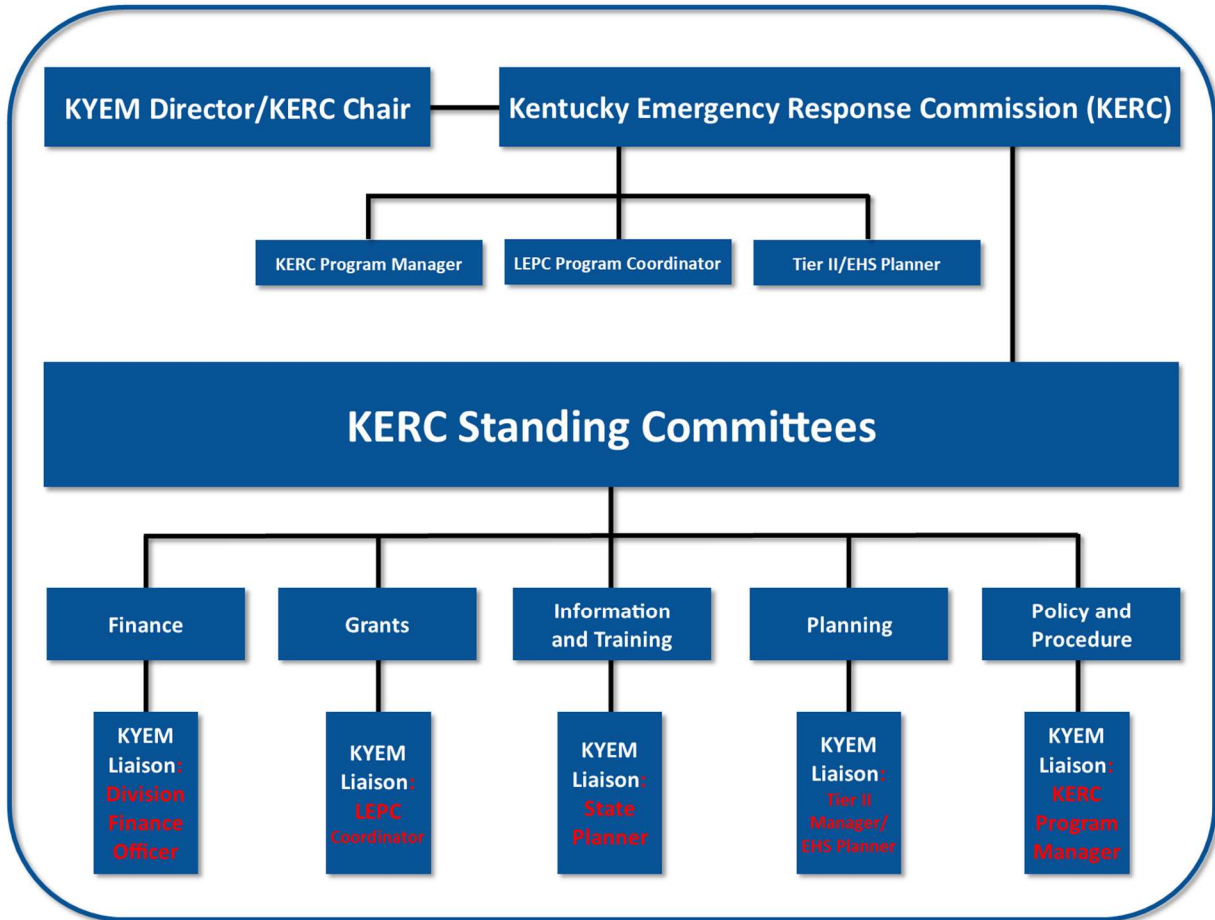 KYEM Director/KERC Chair
Kentucky Emergency Response Commission (KERC)
KERC Program Manager
LEPC Program Coordinator
Tier II/EHS Planner
KERC Standing Committees
Finance
Grants
Information
and Training
Planning
Policy and
Procedure
KYEM
Liaison:
Division
Finance
Officer
KYEM
Liaison:
LEPC
Coordinator
KYEM
Liaison:
State
Planner
KYEM
Liaison:
Tier II
Manager/
EHS Planner
KYEM
Liaison:
KERC
Program
Manager